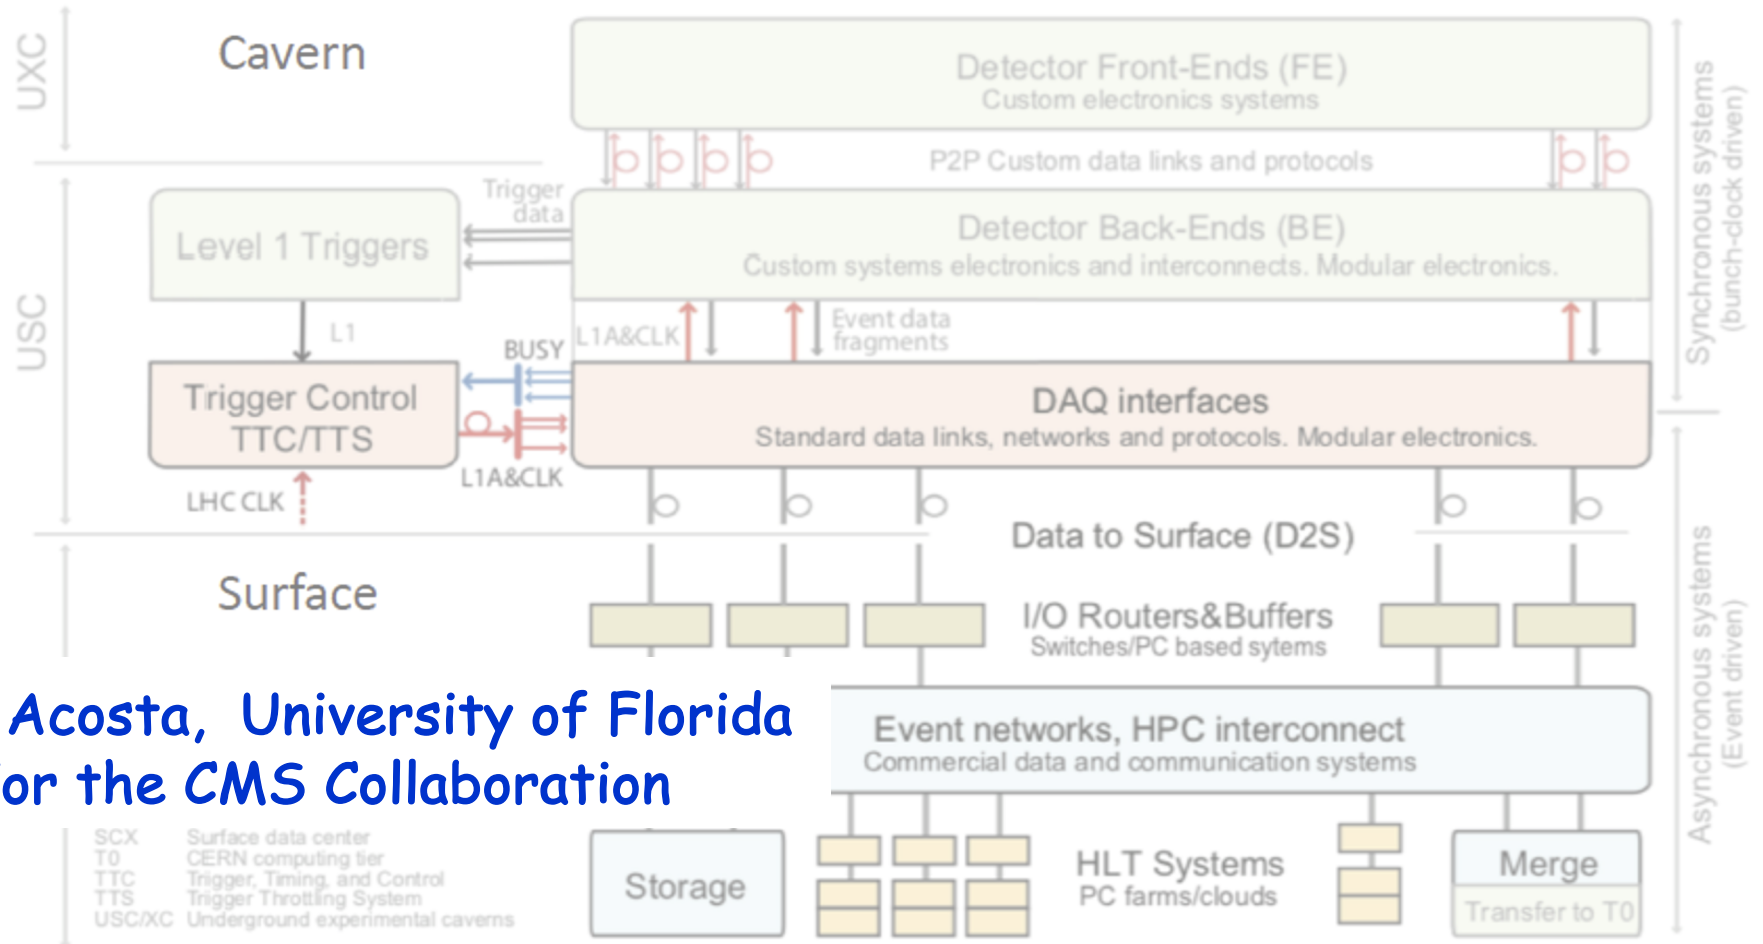 UXC
Cavern
Detector Front-Ends (FE)
Custom electronics systems
P2P Custom data links and protocols
Synchronous systems
(bunch-clock driven)
USC
Level 1 Triggers
Trigger
data
Detector Back-Ends (BE)
Custom systems electronics and interconnects. Modular electronics.
L1
BUSY
L1A&CLK
Event data
fragments
Trigger Control
TTC/TTS
DAQ interfaces
Standard data links, networks and protocols. Modular electronics.
L1A&CLK
LHC CLK
Data to Surface (D2S)
Surface
I/O Routers&Buffers
Switches/PC based sytems
Asynchronous systems
(Event driven)
Acosta, University of Florida
or the CMS Collaboration
Event networks, HPC interconnect
Commercial data and communication systems
SCX Surface data center
T0 CERN computing tier
TTC Trigger, Timing, and Control
TTS Trigger Throttling System
USC/XC Underground experimental caverns
Storage
HLT Systems
PC farms/clouds
Merge
Transfer to T0